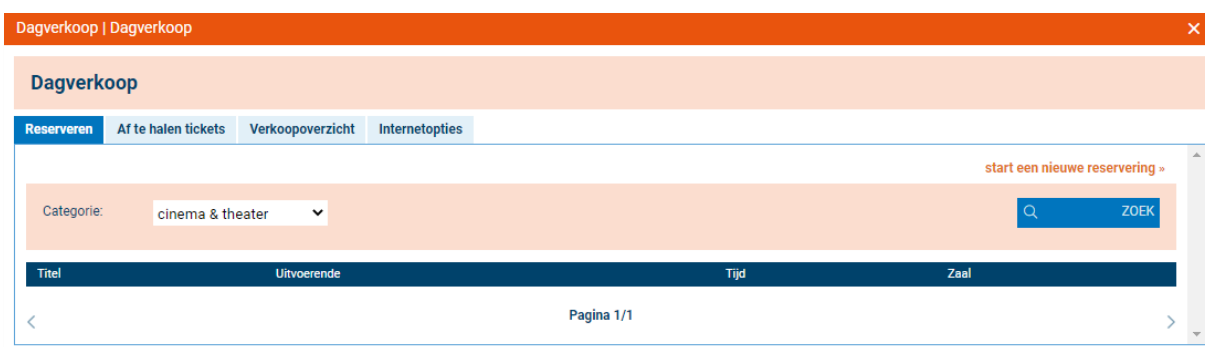 Dagverkoop | Dagverkoop
Dagverkoop
Reserveren Af te halen tickets Verkoopoverzicht Internetopties
start een nieuwe reservering »
Categorie: cinema & theater ZOEK
Titel Uitvoerende Tijd Zaal
Pagina 1/1